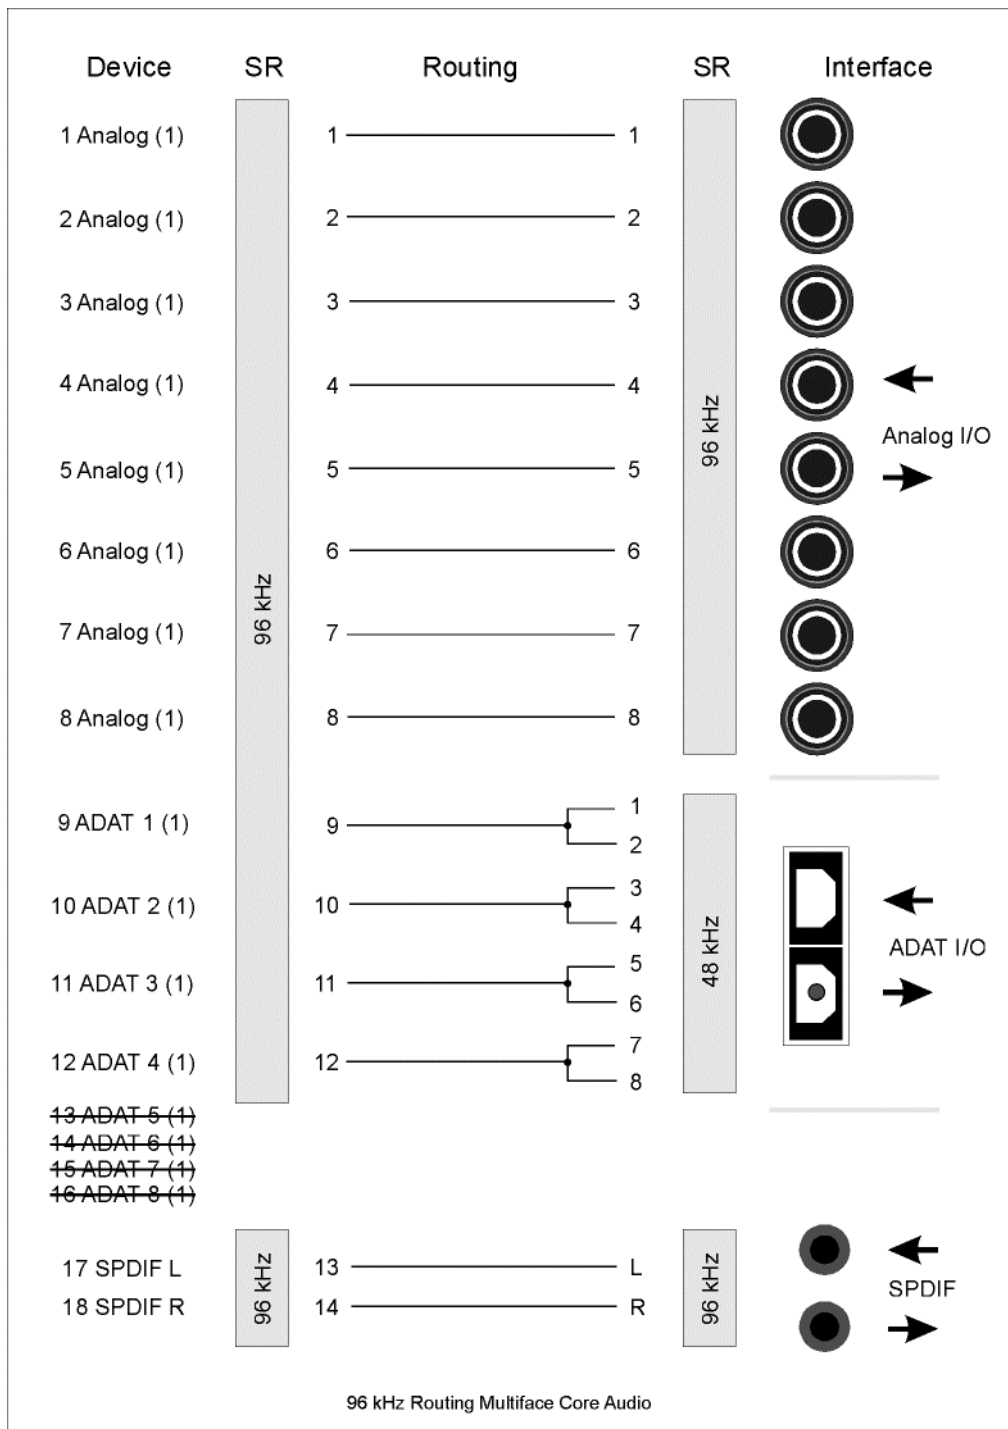 Device SR Routing SR Interface
1 Analog (1) 1 1
2 Analog (1) 2 2
3 Analog (1) 3 3
4 Analog (1) 4 4
96 kHz
Analog I/O
5 Analog (1) 5 5
6 Analog (1) 6 6
96 kHz
7 Analog (1) 7 7
8 Analog (1) 8 8
9 ADAT 1 (1) 9 1
2
10 ADAT 2 (1) 10 3
4
48 kHz
ADAT I/O
11 ADAT 3 (1) 11 5
6
12 ADAT 4 (1) 12 7
8
13 ADAT 5 (1)
14 ADAT 6 (1)
15 ADAT 7 (1)
16 ADAT 8 (1)
17 SPDIF L 13 L
96 kHz 96 kHz SPDIF
18 SPDIF R 14 R
96 kHz Routing Multiface Core Audio